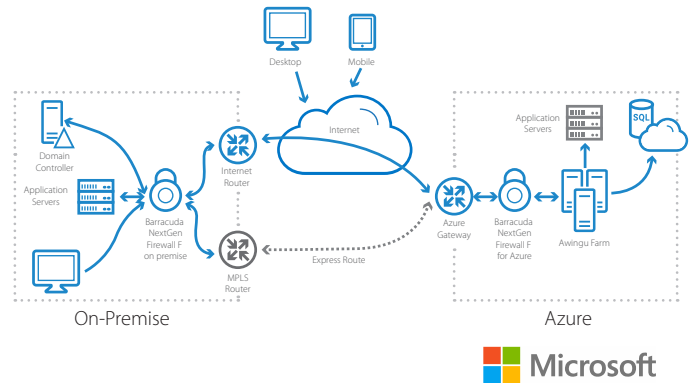 Desktop
Mobile
Internet
Domain
Controller
Application
Servers
Barracuda
NextGen
Firewall F
on premise
Internet
Router
MPLS
Router
Express Route
Azure
Gateway
Barracuda
NextGen
Firewall F
for Azure
Application
Servers
SQL
Awingu Farm
On-Premise
Azure
Microsoft